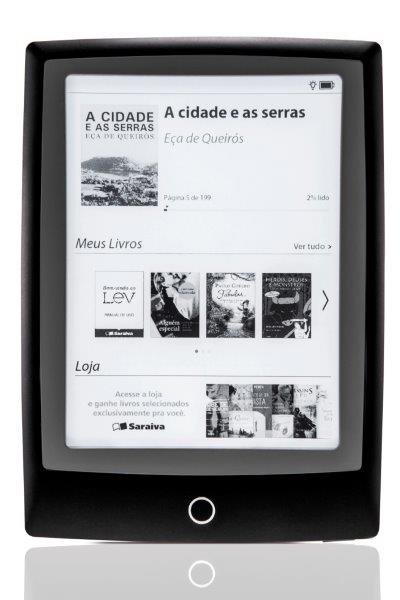 A CIDADE
E AS SERRAS
EÇA DE QUEIRÓS
A cidade e as serras
Eça de Queirós
Página 5 de 199
2% lido
Meus Livros
Ver tudo >
Bem-vindo ao
LEV
MANUAL DO USO
Saraiva
Alguém
especial
PAULO COELHO
Fábulas
HERÓIS, DEUSES
E MONSTROS
Loja
Acesse a loja
e ganhe livros selecionados
exclusivamente pra você.
Saraiva